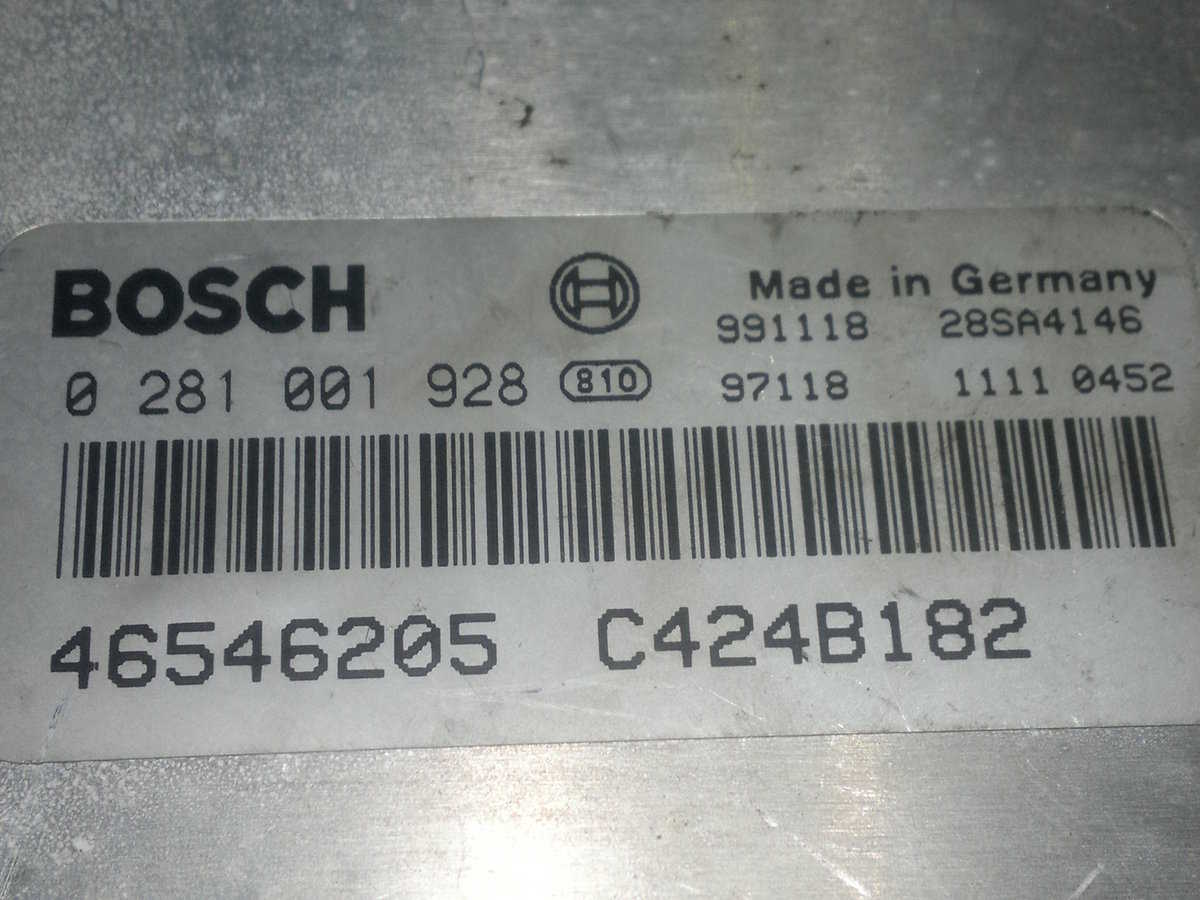 BOSCH
Made in Germany
991118 28SA4146
0 281 001 928 810 97118 1111 0452
46546205 C424B182